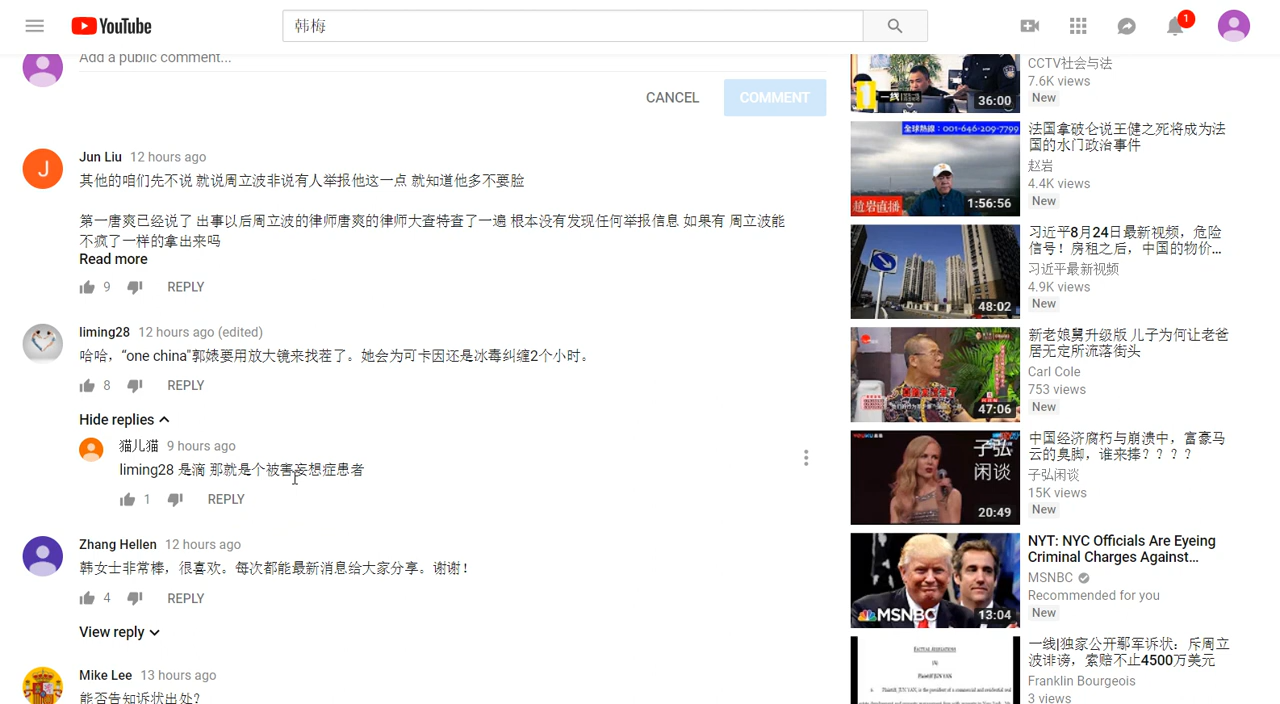 YouTube
韩梅
1
Add a public comment...
CANCEL
COMMENT
J
Jun Liu 12 hours ago
其他的咱们先不说 就说周立波非说有人举报他这一点 就知道他多不要脸
第一唐爽已经说了 出事以后周立波的律师唐爽的律师大查特查了一遍 根本没有发现任何举报信息 如果有 周立波能
不疯了一样的拿出来吗
Read more
9
REPLY
liming28 12 hours ago (edited)
哈哈，“one china"郭婊要用放大镜来找茬了。她会为可卡因还是冰毒纠缠2个小时。
8
REPLY
Hide replies
猫儿猫 9 hours ago
liming28 是滴 那就是个被害妄想症患者
1
REPLY
Zhang Hellen 12 hours ago
韩女士非常棒，很喜欢。每次都能最新消息给大家分享。谢谢！
4
REPLY
View reply
Mike Lee 13 hours ago
能否告知诉状出处？
1
一线
36:00
CCTV社会与法
7.6K views
New
全球熱線：001-646-209-7799
赵岩直播
1:56:56
法国拿破仑说王健之死将成为法
国的水门政治事件
赵岩
4.4K views
New
48:02
习近平8月24日最新视频，危险
信号！房租之后，中国的物价...
习近平最新视频
4.9K views
New
47:06
新老娘舅升级版 儿子为何让老爸
居无定所流落街头
Carl Cole
753 views
New
子弘
闲谈
20:49
中国经济腐朽与崩溃中，富豪马
云的臭脚，谁来捧？？？？
子弘闲谈
15K views
New
MSNBC
13:04
NYT: NYC Officials Are Eyeing
Criminal Charges Against...
MSNBC
Recommended for you
New
FACTUAL ALLEGATIONS
一线|独家公开鄢军诉状：斥周立
波诽谤，索赔不止4500万美元
Franklin Bourgeois
3 views